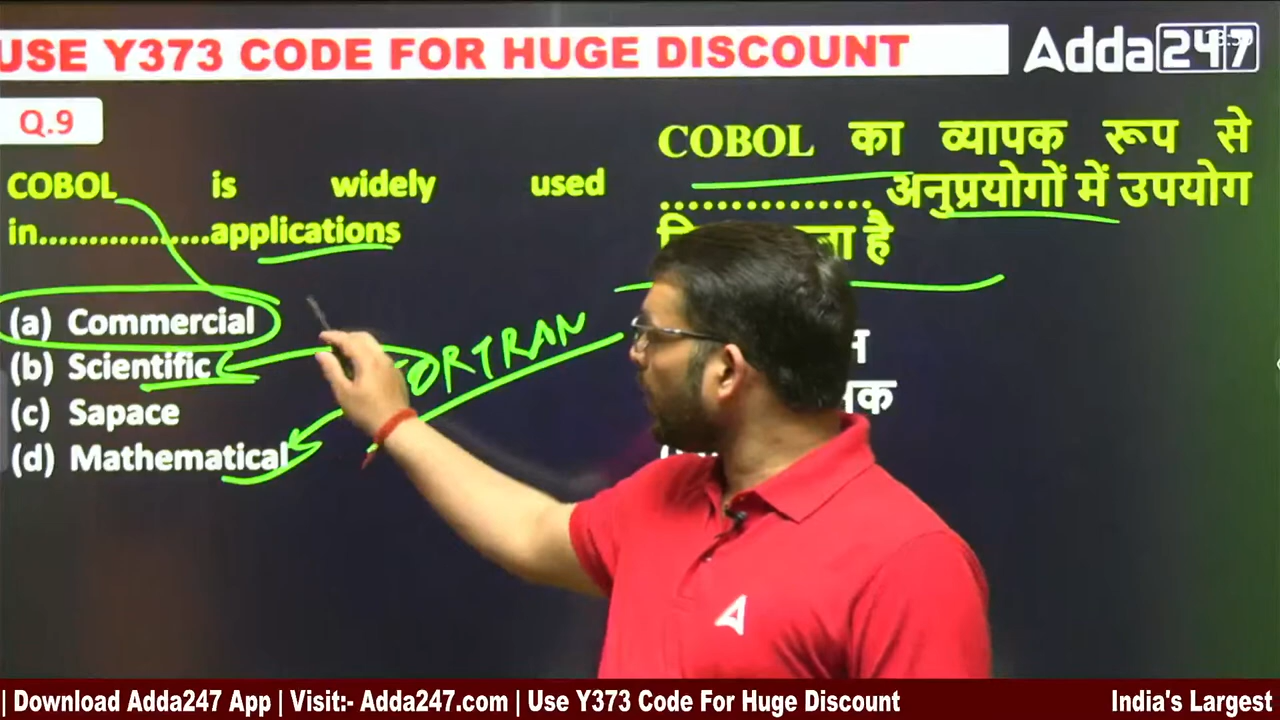 USE Y373 CODE FOR HUGE DISCOUNT
Adda247
Q.9
COBOL is widely used
in..................applications
(a) Commercial
(b) Scientific
(c) Sapace
(d) Mathematical
FORTRAN
COBOL का व्यापक रूप से
............... अनुप्रयोगों में उपयोग
है
| Download Adda247 App | Visit:- Adda247.com | Use Y373 Code For Huge Discount
India's Largest